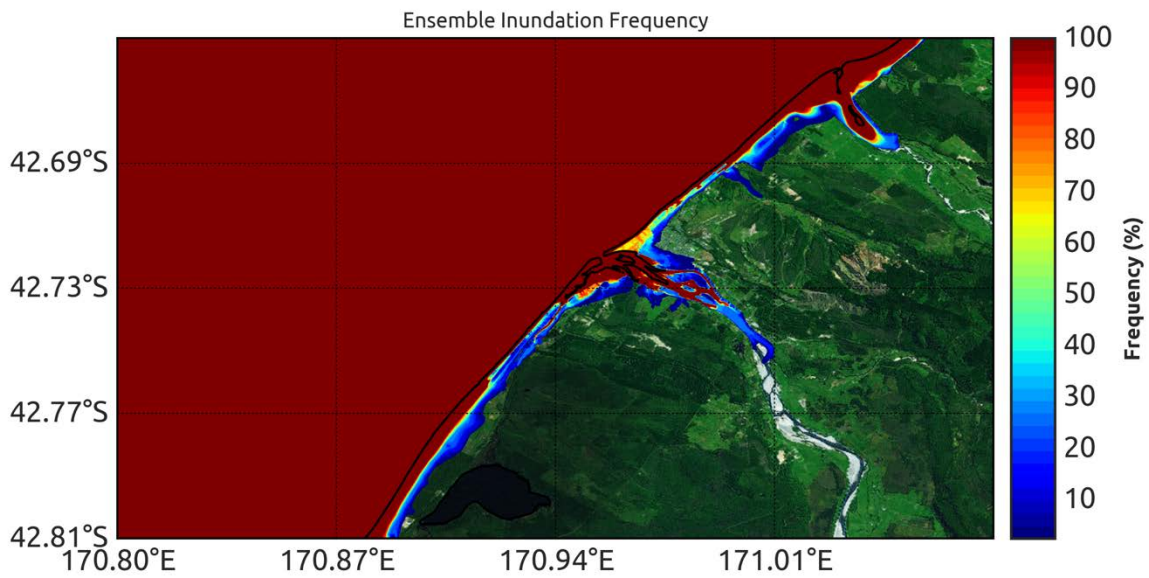 Ensemble Inundation Frequency
42.69°S
42.73°S
42.77°S
42.81°S
170.80°E
170.87°E
170.94°E
171.01°E
100
90
80
70
60
50
40
30
20
10
Frequency (%)